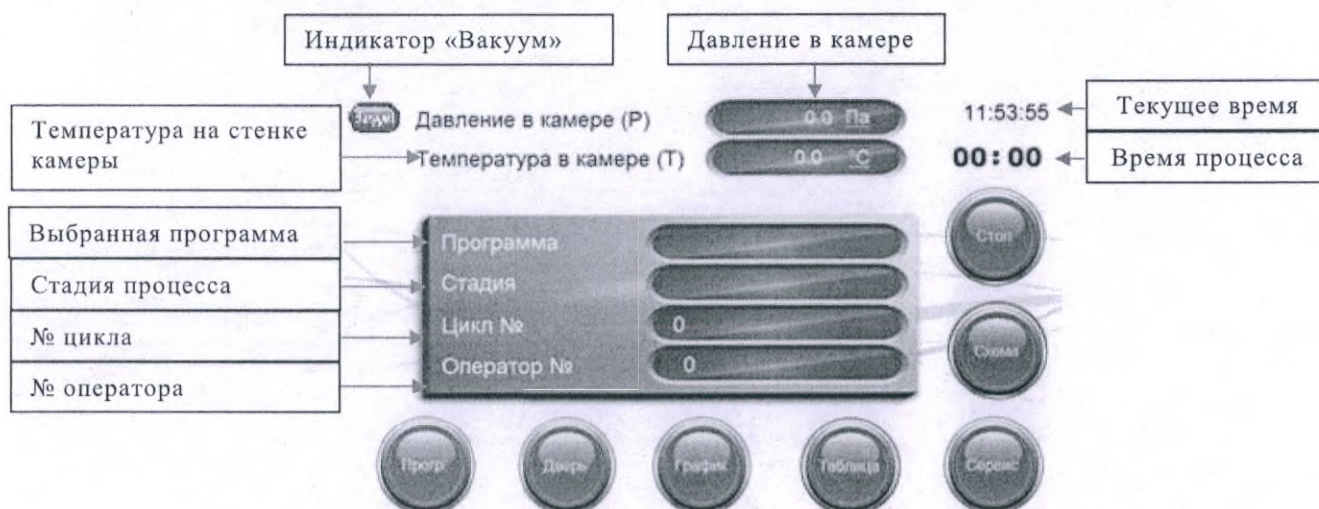 Индикатор «Вакуум»
Давление в камере
Температура на стенке
камеры
Давление в камере (P)
0.0 Па
11:53:55
Текущее время
Температура в камере (T)
0.0 °C
00:00
Время процесса
Выбранная программа
Стадия процесса
№ цикла
№ оператора
Программа
Стадия
Цикл №
0
Оператор №
0
Стоп
Схема
Прогр.
Дверь
График
Таблица
Сервис